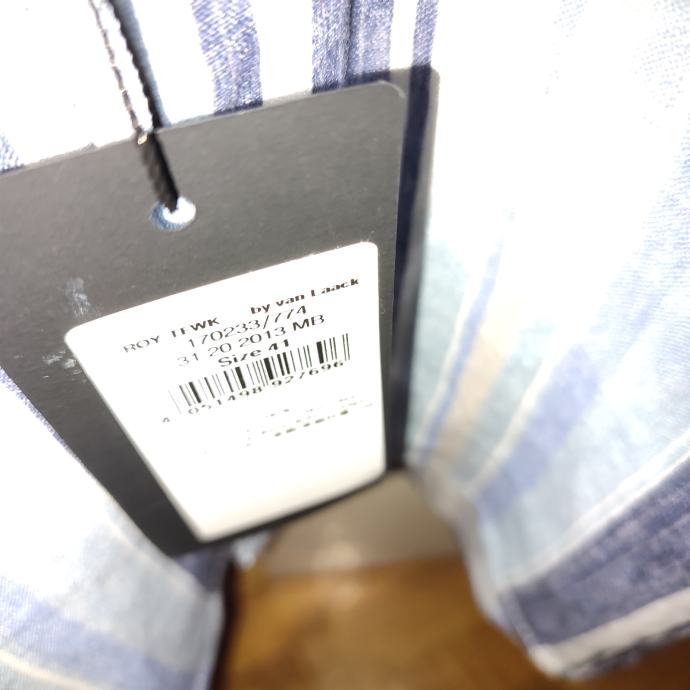 ROY TFWK by van Laack
170233/774
31 20 2013 MB
Size 41
4 051498 927696